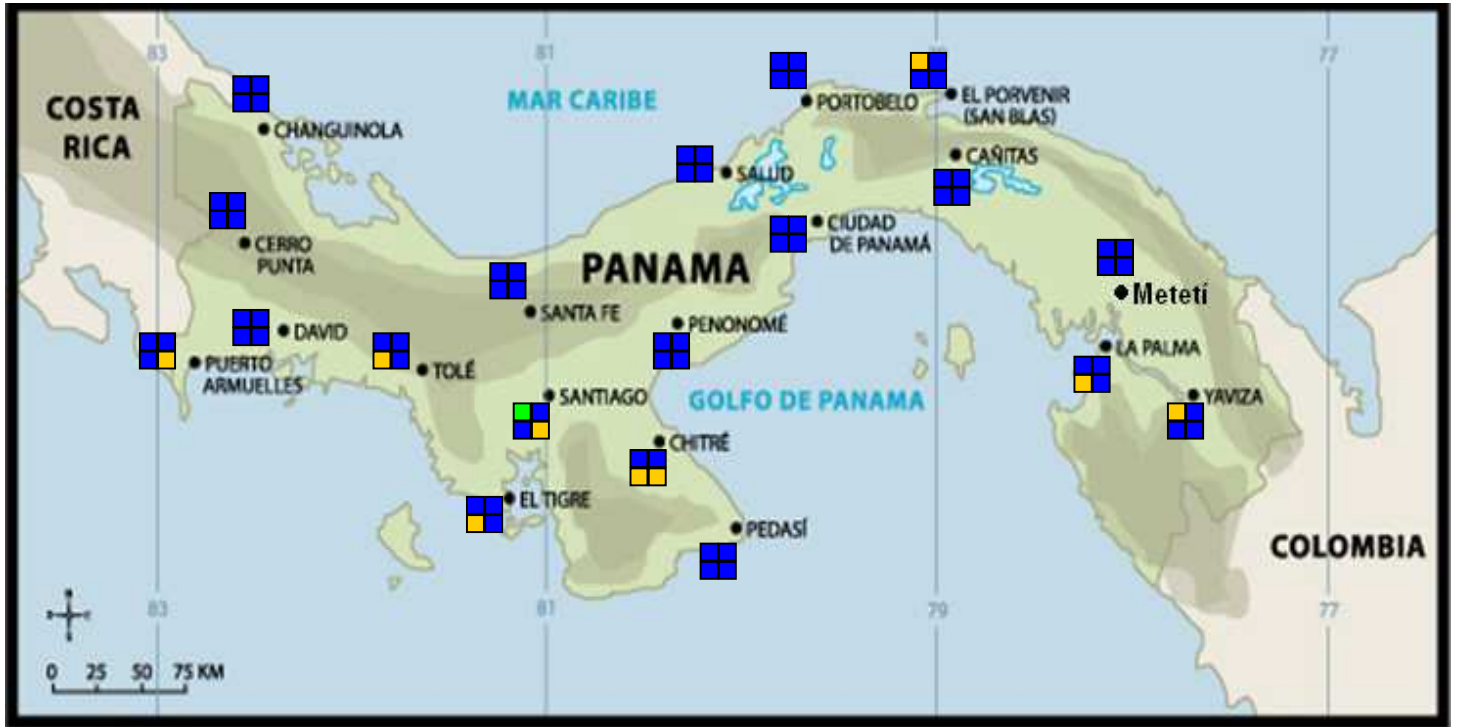 83
81
79
77
COSTA
RICA
MAR CARIBE
CHANGUINOLA
PORTOBELO
EL PORVENIR
(SAN BLAS)
CAÑITAS
SALUD
CIUDAD
DE PANAMÁ
CERRO
PUNTA
PANAMA
Metetí
SANTA FE
PENONOMÉ
DAVID
PUERTO
ARMUELLES
TOLÉ
LA PALMA
SANTIAGO
GOLFO DE PANAMA
YAVIZA
CHITRÉ
EL TIGRE
PEDASÍ
COLOMBIA
83
81
79
77
0 25 50 75 KM